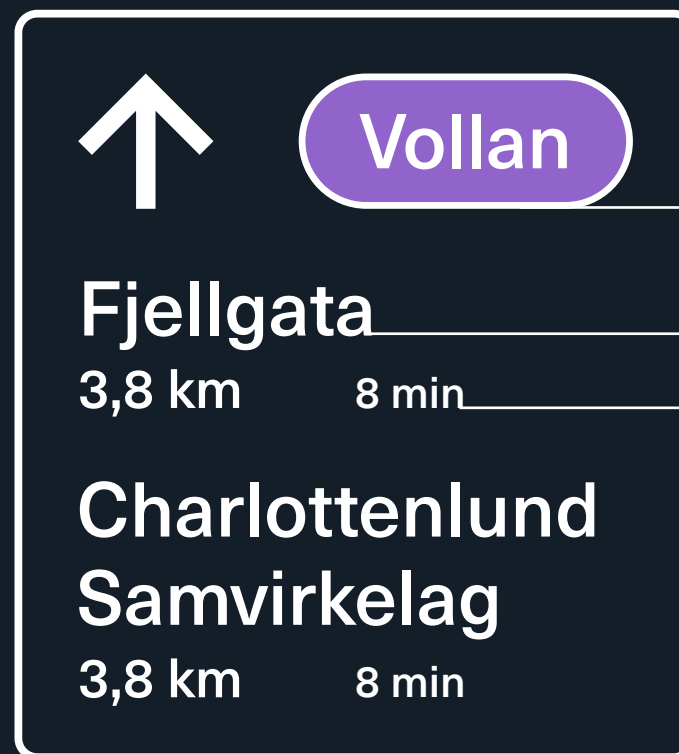 Vollan
Fjellgata
3,8 km 8 min
Charlottenlund
Samvirkelag
3,8 km 8 min